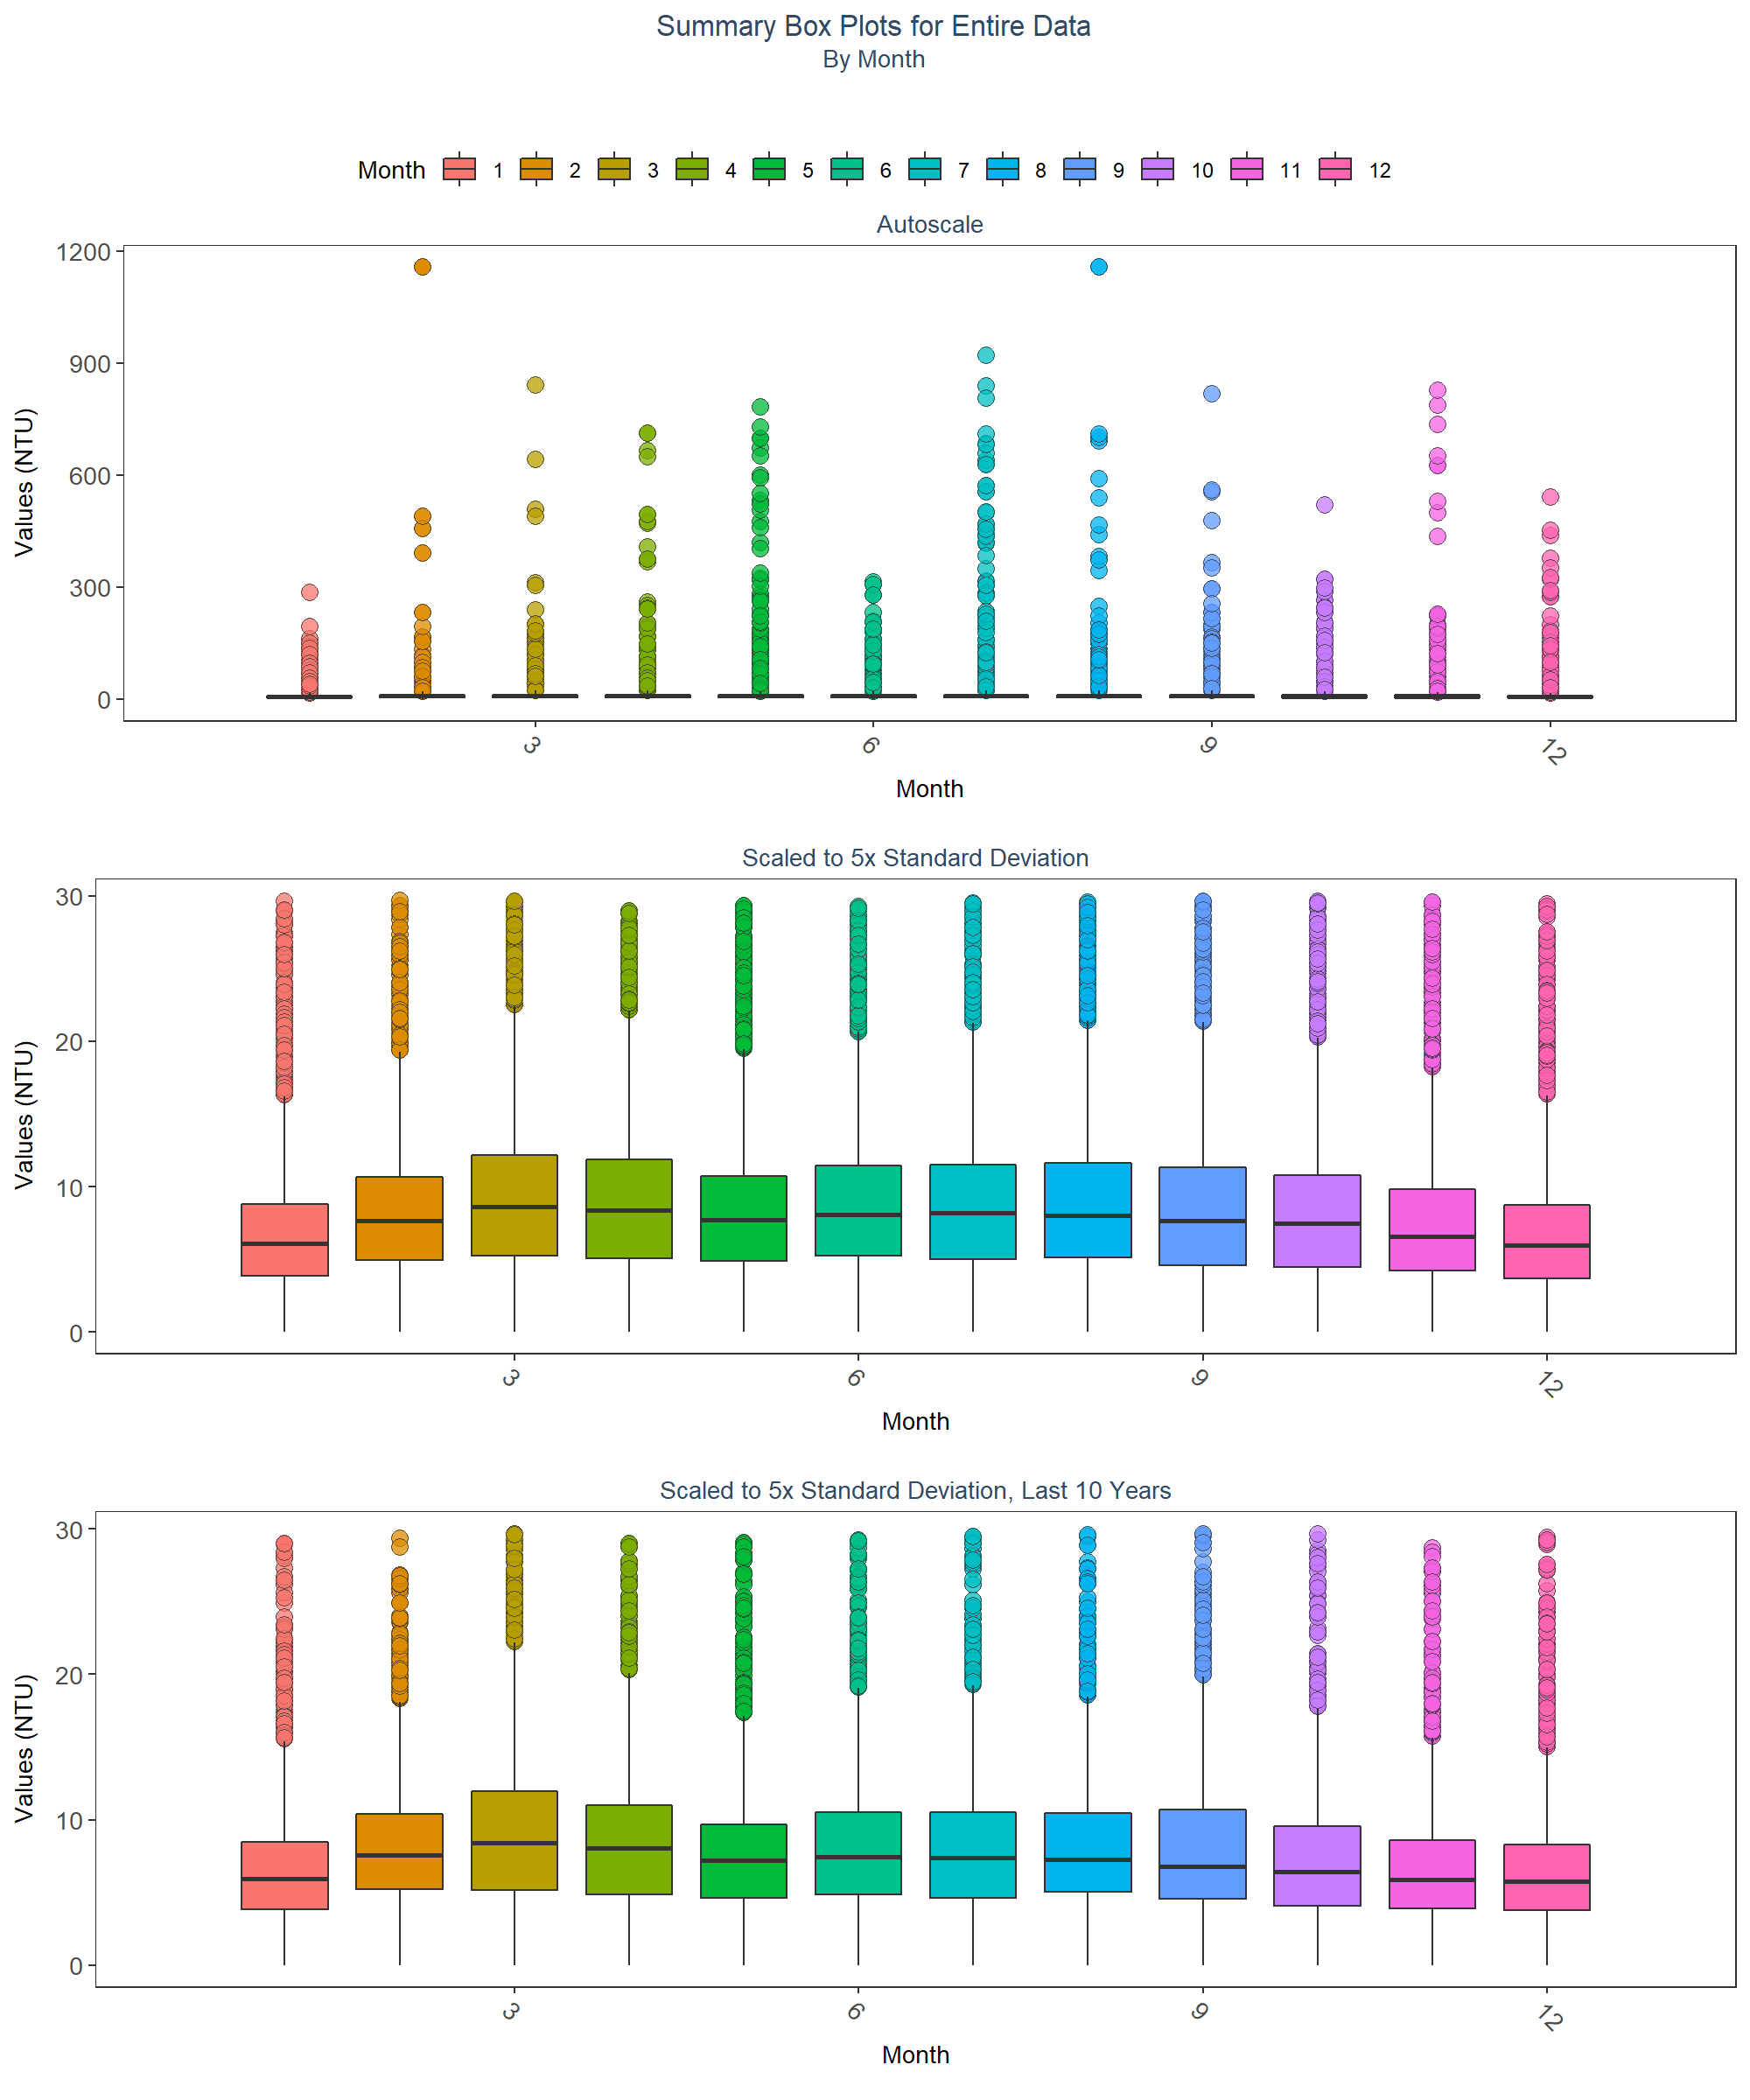 Summary Box Plots for Entire Data
By Month
Month 1 2 3 4 5 6 7 8 9 10 11 12
Autoscale
Values (NTU)
1200
900
600
300
0
3 6 9 12
Month
Scaled to 5x Standard Deviation
Values (NTU)
30
20
10
0
3 6 9 12
Month
Scaled to 5x Standard Deviation, Last 10 Years
Values (NTU)
30
20
10
0
3 6 9 12
Month